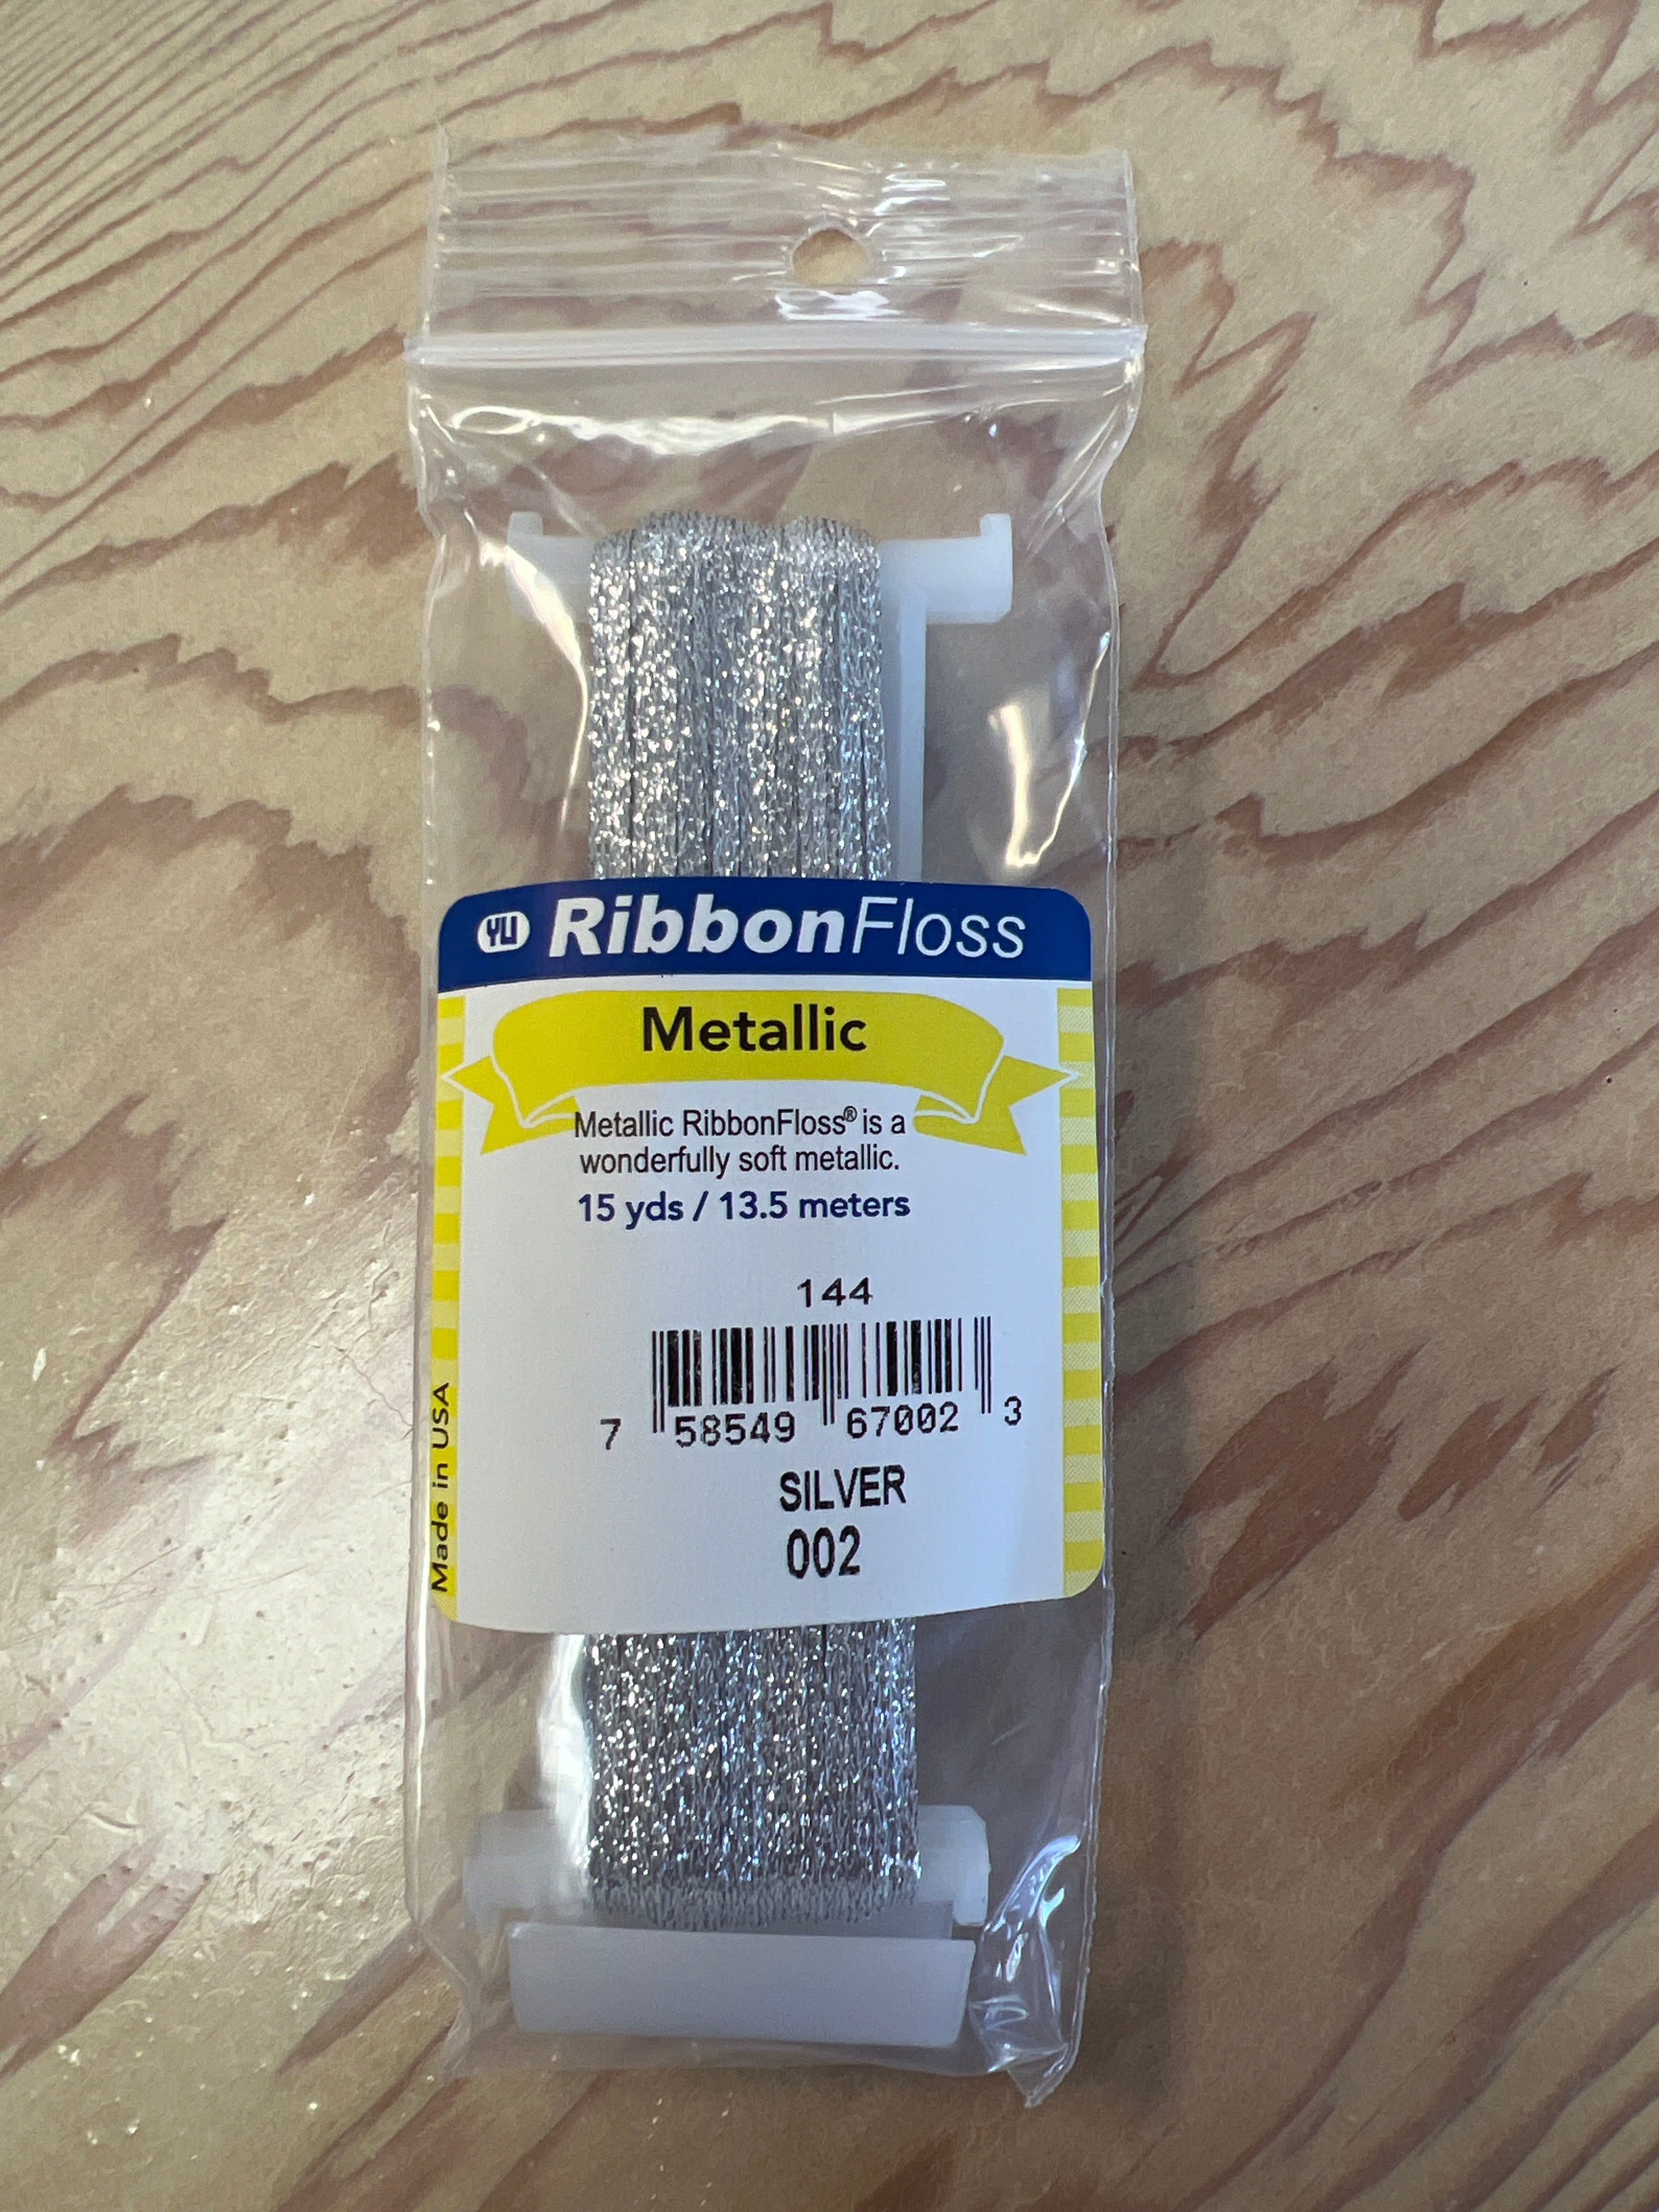 YLI RibbonFloss
Metallic
Metallic RibbonFloss® is a
wonderfully soft metallic.
15 yds / 13.5 meters
144
7 58549 67002 3
SILVER
002
Made in USA